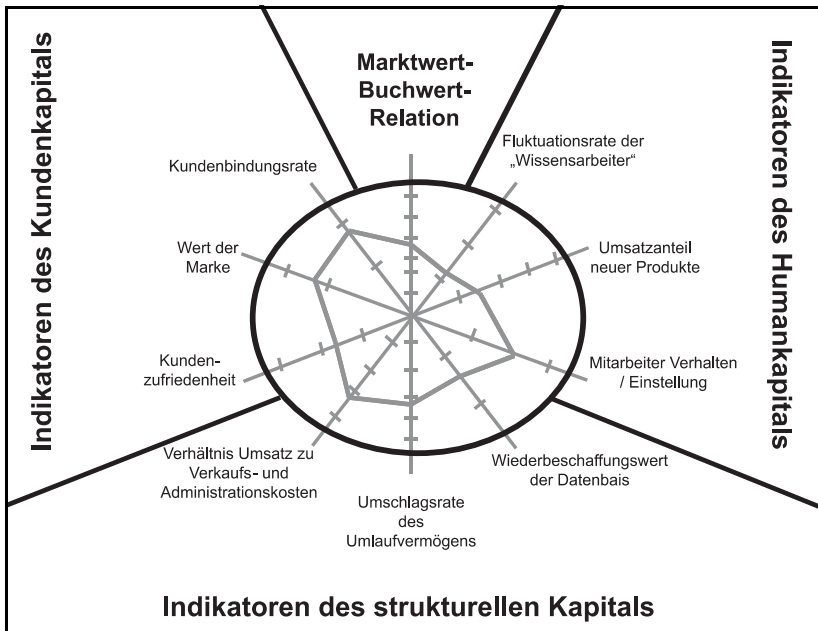 Marktwert-
Buchwert-
Relation
Indikatoren des Kundenkapitals
Indikatoren des Humankapitals
Kundenbindungsrate
Fluktuationsrate der
„Wissensarbeiter“
Wert der
Marke
Umsatzanteil
neuer Produkte
Kunden-
zufriedenheit
Mitarbeiter Verhalten
/ Einstellung
Verhältnis Umsatz zu
Verkaufs- und
Administrationskosten
Wiederbeschaffungswert
der Datenbais
Umschlagsrate
des
Umlaufvermögens
Indikatoren des strukturellen Kapitals